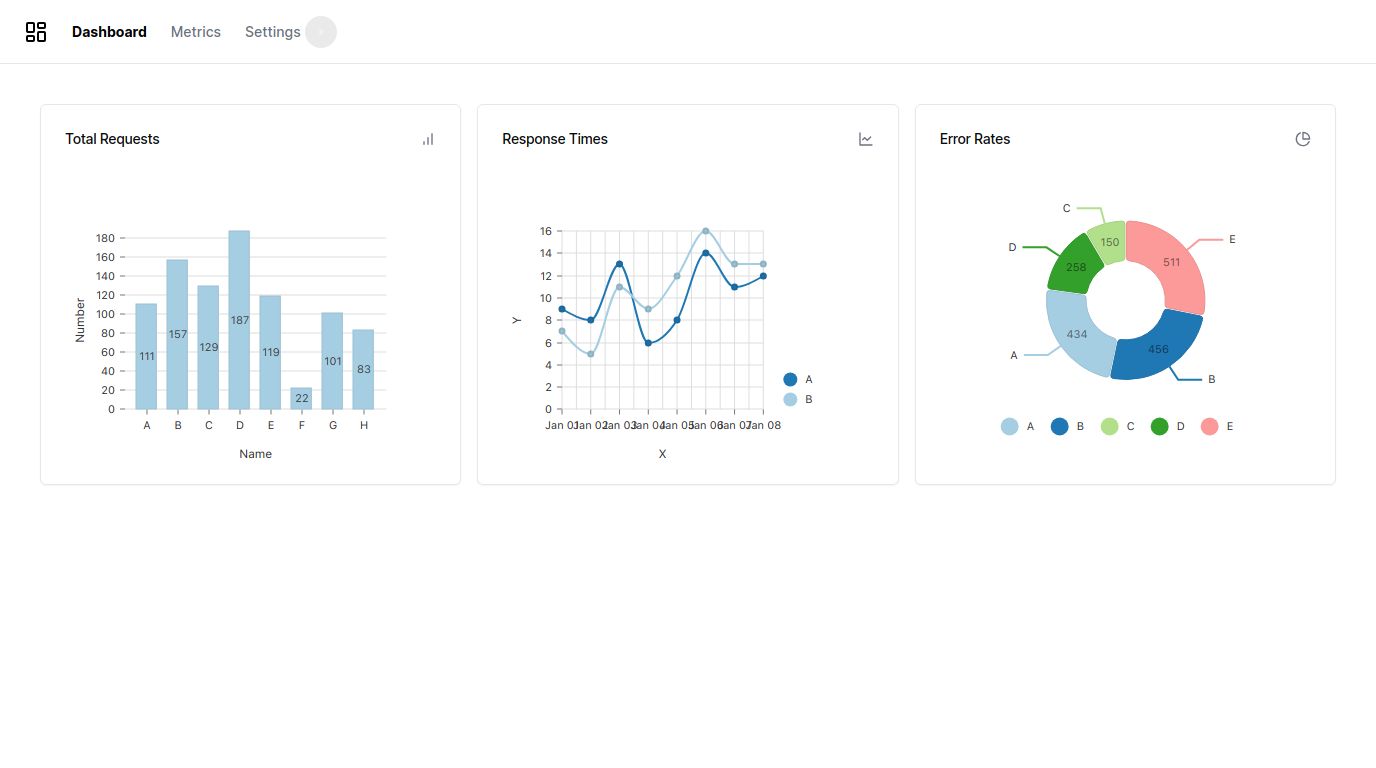 Dashboard Metrics Settings
Total Requests
180
160
140
120
100
80
60
40
20
0
Number
111 157 129 187 119 22 101 83
A B C D E F G H
Name
Response Times
16
14
12
10
8
6
4
2
0
Y
Jan 01 Jan 02 Jan 03 Jan 04 Jan 05 Jan 06 Jan 07 Jan 08
X
A
B
Error Rates
C
D
E
A
B
150
258
511
434
456
A B C D E